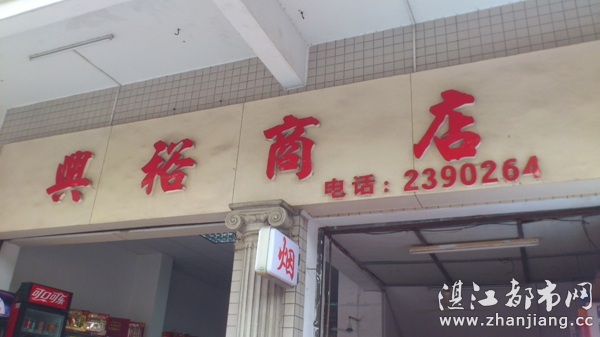 興裕商店
电话：2390264
烟
可口可乐
湛江都市网
www.zhanjiang.cc